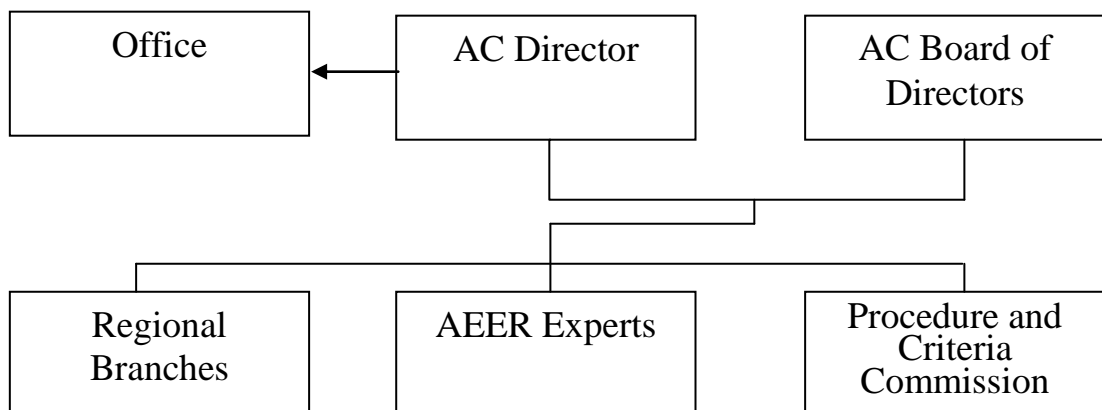 Office
AC Director
AC Board of
Directors
Regional
Branches
AEER Experts
Procedure and
Criteria
Commission